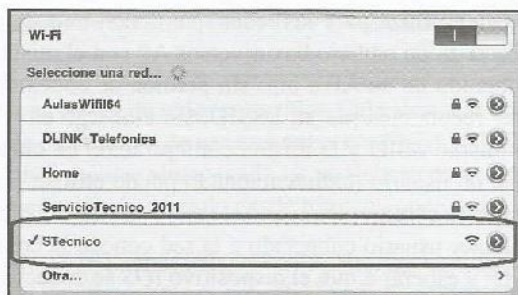 Wi-Fi
Seleccione una red...
AulasWifi64
DLINK_Telefonica
Home
ServicioTecnico_2011
✓ STecnico
Otra...